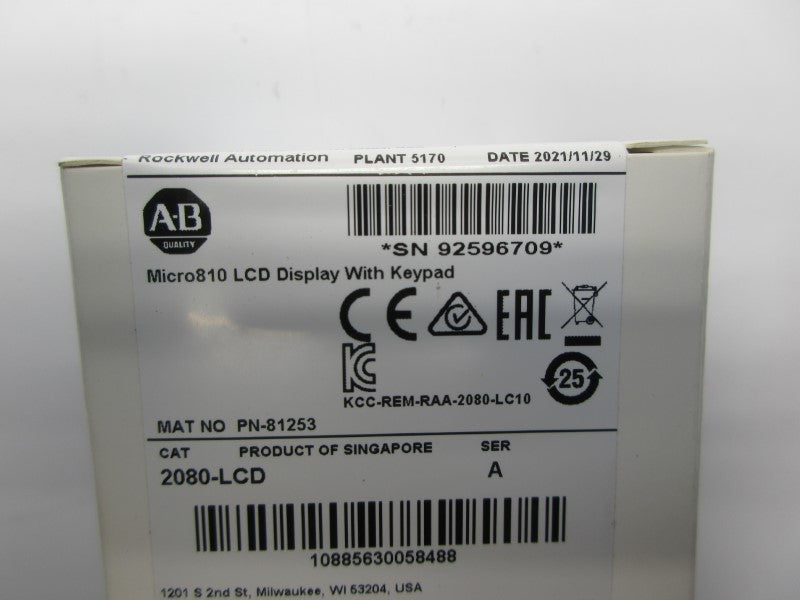 Rockwell Automation PLANT 5170 DATE 2021/11/29
A-B
QUALITY
*SN 92596709*
Micro810 LCD Display With Keypad
CE EAC
KC
25
KCC-REM-RAA-2080-LC10
MAT NO PN-81253
CAT PRODUCT OF SINGAPORE SER
2080-LCD A
10885630058488
1201 S 2nd St, Milwaukee, WI 53204, USA